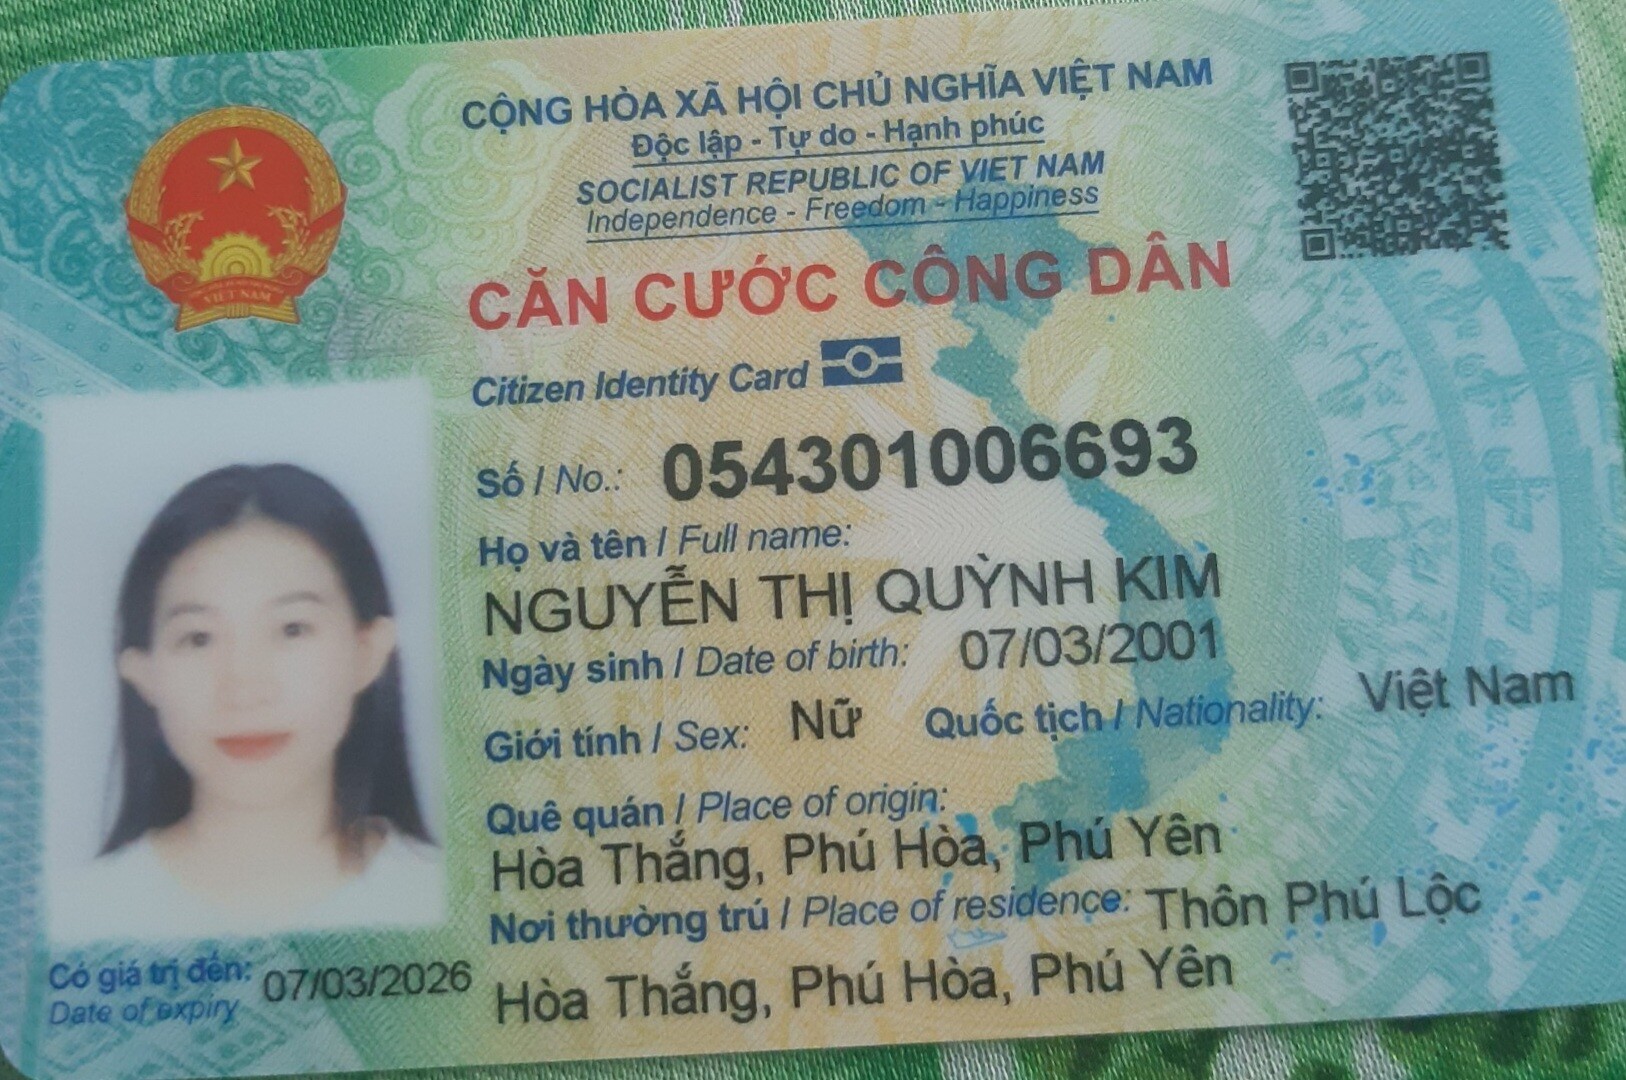 CỘNG HÒA XÃ HỘI CHỦ NGHĨA VIỆT NAM
Độc lập - Tự do - Hạnh phúc
SOCIALIST REPUBLIC OF VIET NAM
Independence - Freedom - Happiness
CĂN CƯỚC CÔNG DÂN
Citizen Identity Card
VIỆT NAM
Số / No.: 054301006693
Họ và tên / Full name:
NGUYỄN THỊ QUỲNH KIM
Ngày sinh / Date of birth: 07/03/2001
Giới tính / Sex: Nữ Quốc tịch / Nationality: Việt Nam
Quê quán / Place of origin:
Hòa Thắng, Phú Hòa, Phú Yên
Nơi thường trú / Place of residence: Thôn Phú Lộc
Hòa Thắng, Phú Hòa, Phú Yên
Có giá trị đến: 07/03/2026
Date of expiry